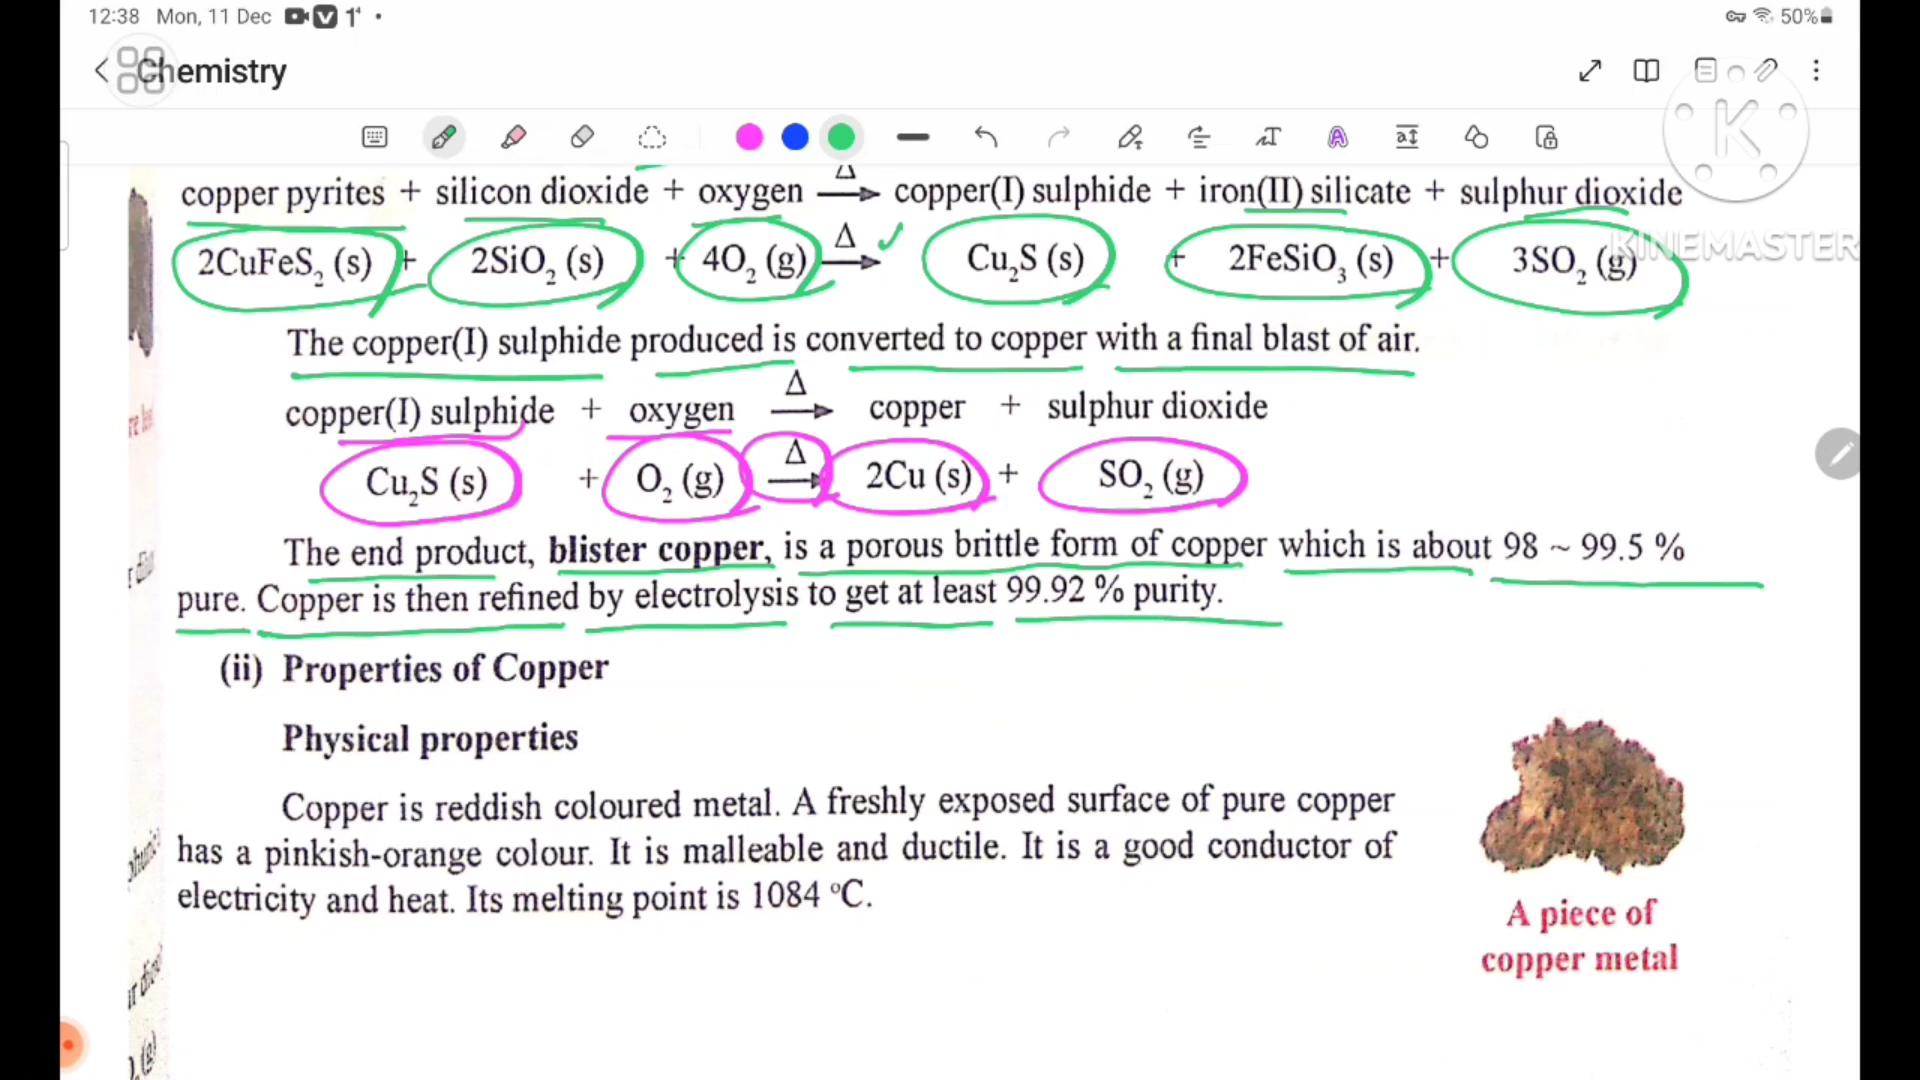 12:38 Mon, 11 Dec 50%
Chemistry
K
KINEMASTER
copper pyrites + silicon dioxide + oxygen Δ→ copper(I) sulphide + iron(II) silicate + sulphur dioxide
2CuFeS₂ (s) + 2SiO₂ (s) + 4O₂ (g) Δ→ Cu₂S (s) + 2FeSiO₃ (s) + 3SO₂ (g)
The copper(I) sulphide produced is converted to copper with a final blast of air.
copper(I) sulphide + oxygen Δ→ copper + sulphur dioxide
Cu₂S (s) + O₂ (g) Δ→ 2Cu (s) + SO₂ (g)
The end product, blister copper, is a porous brittle form of copper which is about 98 ~ 99.5 %
pure. Copper is then refined by electrolysis to get at least 99.92 % purity.
(ii) Properties of Copper
Physical properties
Copper is reddish coloured metal. A freshly exposed surface of pure copper
has a pinkish-orange colour. It is malleable and ductile. It is a good conductor of
electricity and heat. Its melting point is 1084 °C.
A piece of
copper metal